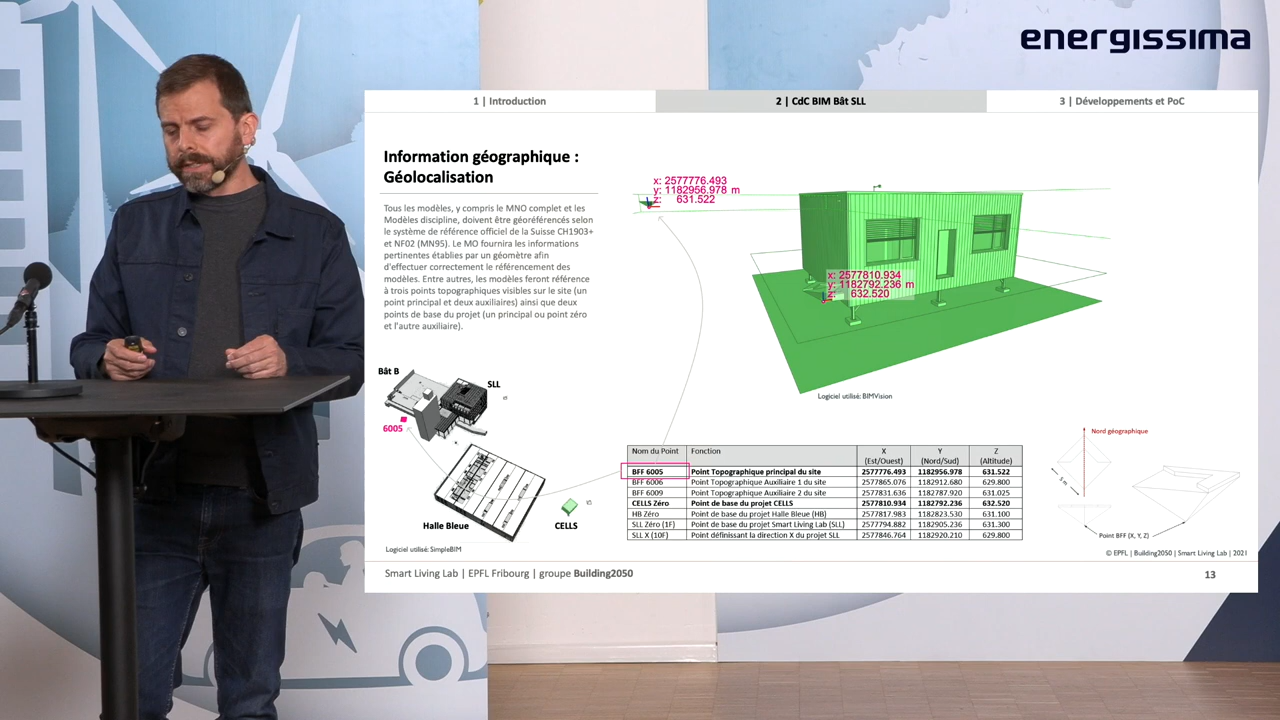 energissima
1 | Introduction
2 | CdC BIM Bât SLL
3 | Développements et PoC
Information géographique :
Géolocalisation
Tous les modèles, y compris le MNO complet et les
Modèles discipline, doivent être géoréférencés selon
le système de référence officiel de la Suisse CH1903+
et NF02 (MN95). Le MO fournira les informations
pertinentes établies par un géomètre afin
d'effectuer correctement le référencement des
modèles. Entre autres, les modèles feront référence
à trois points topographiques visibles sur le site (un
point principal et deux auxiliaires) ainsi que deux
points de base du projet (un principal ou point zéro
et l'autre auxiliaire).
x: 2577776.493
y: 1182956.978 m
z: 631.522
x: 2577810.934
y: 1182792.236 m
z: 632.520
Logiciel utilisé: BIMVision
Bât B
SLL
6005
Halle Bleue
CELLS
Logiciel utilisé: SimpleBIM
Nom du Point Fonction X (Est/Ouest) Y (Nord/Sud) Z (Altitude)
BFF 6005 Point Topographique principal du site 2577776.493 1182956.978 631.522
BFF 6006 Point Topographique Auxiliaire 1 du site 2577865.076 1182912.680 629.800
BFF 6009 Point Topographique Auxiliaire 2 du site 2577831.636 1182787.920 631.025
CELLS Zéro Point de base du projet CELLS 2577810.934 1182792.236 632.520
HB Zéro Point de base du projet Halle Bleue (HB) 2577817.983 1182823.530 631.100
SLL Zéro (1F) Point de base du projet Smart Living Lab (SLL) 2577794.882 1182905.236 631.300
SLL X (10F) Point définissant la direction X du projet SLL 2577846.764 1182920.210 629.800
Nord géographique
5 m
Point BFF (X, Y, Z)
© EPFL | Building2050 | Smart Living Lab | 2021
Smart Living Lab | EPFL Fribourg | groupe Building2050
13